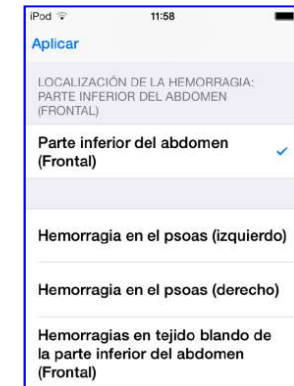 iPod 11:58
Aplicar
LOCALIZACIÓN DE LA HEMORRAGIA:
PARTE INFERIOR DEL ABDOMEN
(FRONTAL)
Parte inferior del abdomen
(Frontal)
Hemorragia en el psoas (izquierdo)
Hemorragia en el psoas (derecho)
Hemorragias en tejido blando de
la parte inferior del abdomen
(Frontal)